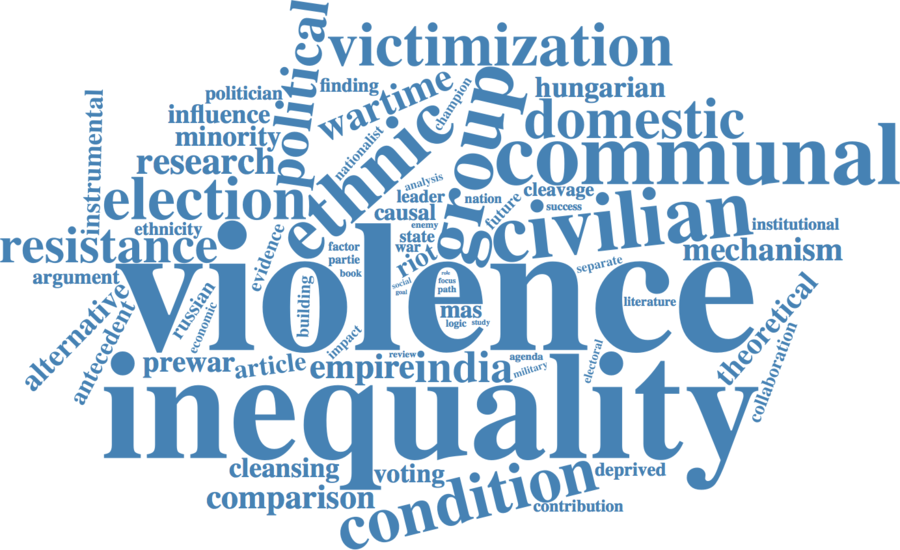 victimization
political
finding
politician
wartime
champion
hungarian
instrumental
influence
minority
research
ethnic
nationalist
group
domestic
communal
election
analysis
leader
nation
cleavage
success
future
causal
enemy
state
war
riot
civilian
institutional
mechanism
resistance
ethnicity
evidence
factor
partie
book
argument
violence
separate
social
goal
role
focus
path
literature
alternative
antecedent
russian
economic
building
mas
logic
study
theoretical
collaboration
impact
prewar
article
empire
review
india
agenda
military
electoral
inequality
cleansing
voting
deprived
comparison
condition
contribution